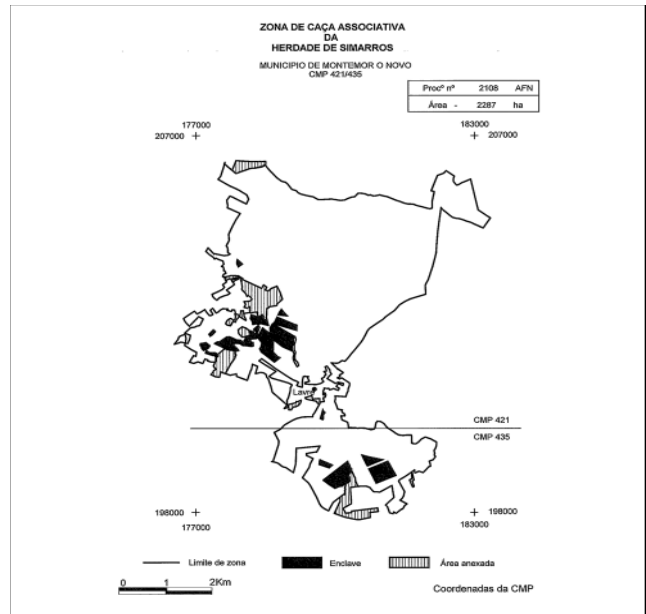 ZONA DE CAÇA ASSOCIATIVA
DA
HERDADE DE SIMARROS
MUNICIPIO DE MONTEMOR O NOVO
CMP 421/435
Procº nº 2108 AFN
Área - 2287 ha
177000
207000
183000
207000
Lavre
CMP 421
CMP 435
198000
177000
198000
183000
Limite de zona
Enclave
Área anexada
0 1 2Km
Coordenadas da CMP